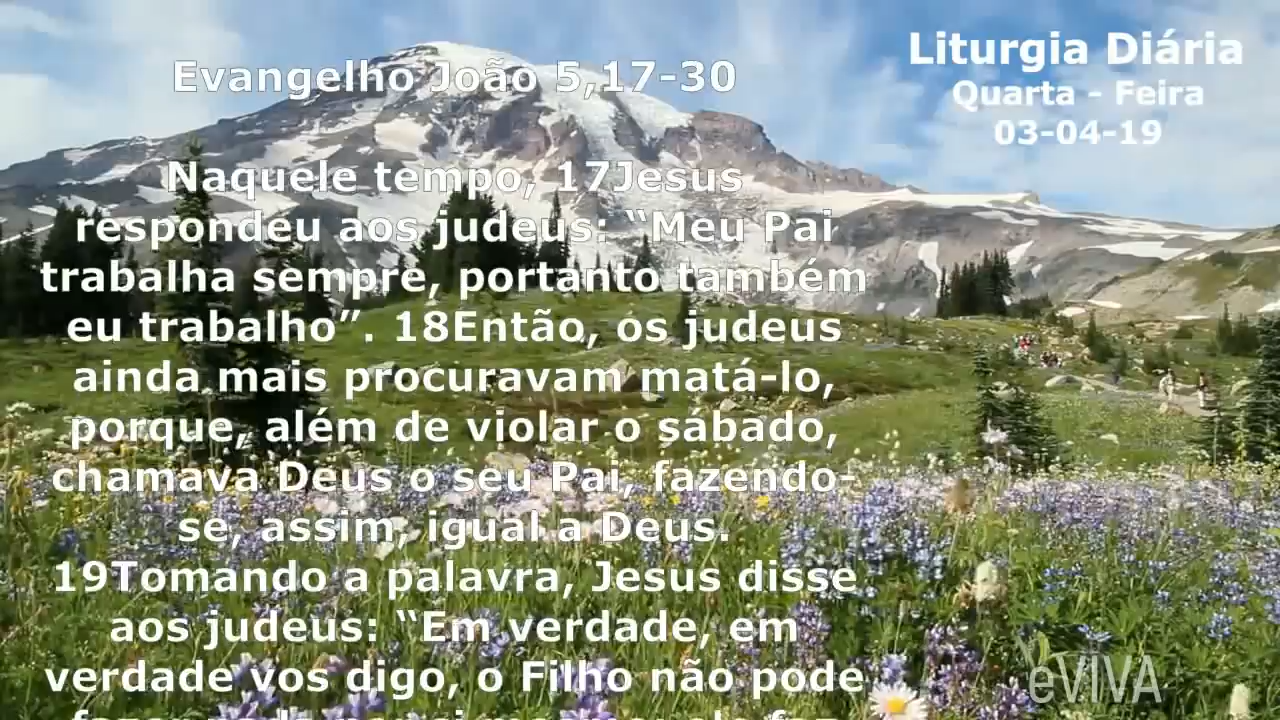 Evangelho João 5,17-30
Liturgia Diária
Quarta - Feira
03-04-19
Naquele tempo, 17Jesus
respondeu aos judeus: “Meu Pai
trabalha sempre, portanto também
eu trabalho”. 18Então, os judeus
ainda mais procuravam matá-lo,
porque, além de violar o sábado,
chamava Deus o seu Pai, fazendo-
se, assim, igual a Deus.
19Tomando a palavra, Jesus disse
aos judeus: “Em verdade, em
verdade vos digo, o Filho não pode
eViVA